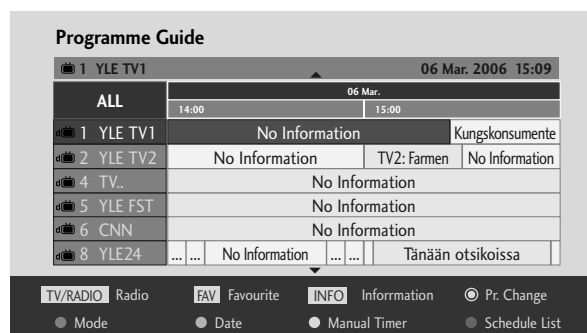 Programme Guide
1 YLE TV1 06 Mar. 2006 15:09
ALL 06 Mar.
14:00 15:00
1 YLE TV1 No Information Kungskonsumente
2 YLE TV2 No Information TV2: Farmen No Information
4 TV.. No Information
5 YLE FST No Information
6 CNN No Information
8 YLE24 ... ... No Information ... ... Tänään otsikoissa
TV/RADIO Radio FAV Favourite INFO Information Pr. Change
Mode Date Manual Timer Schedule List